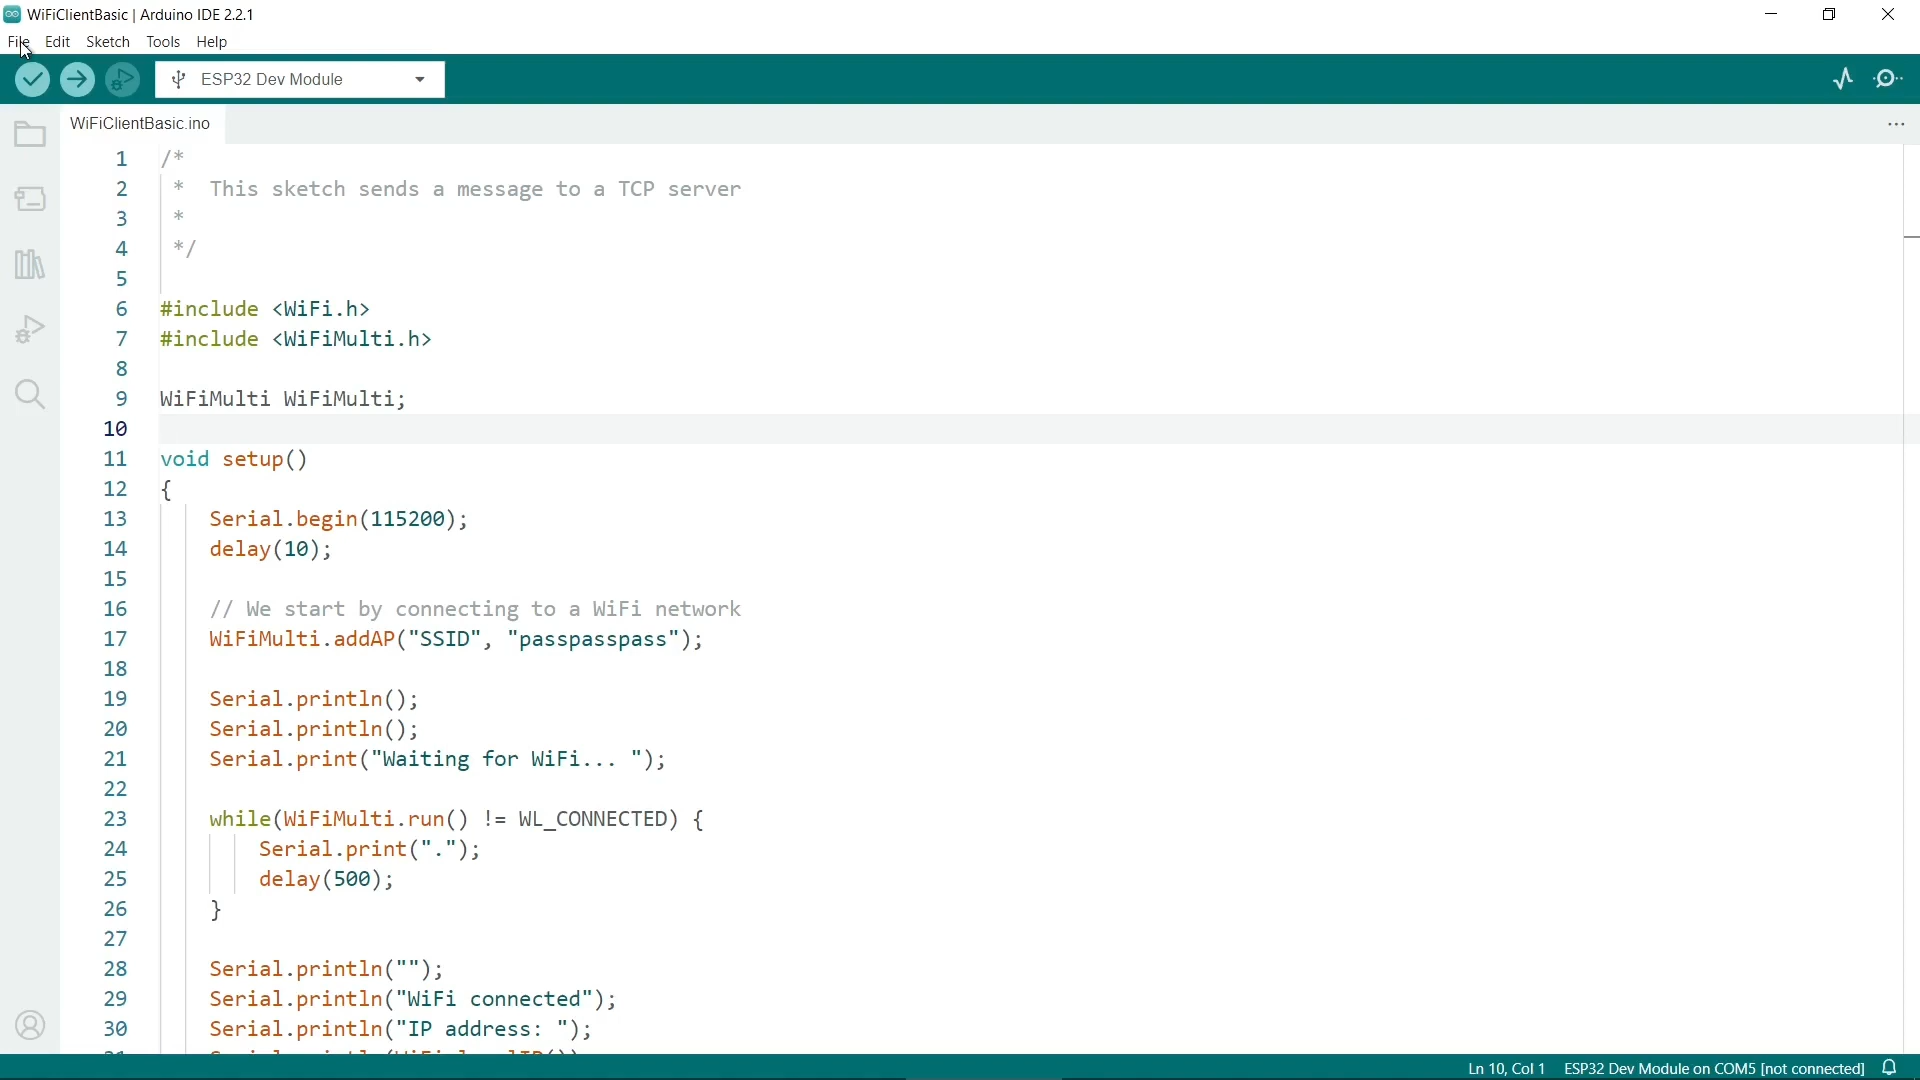 WiFiClientBasic | Arduino IDE 2.2.1
File Edit Sketch Tools Help
ESP32 Dev Module
WiFiClientBasic.ino
1 /*
2 * This sketch sends a message to a TCP server
3 *
4 */
5
6 #include <WiFi.h>
7 #include <WiFiMulti.h>
8
9 WiFiMulti WiFiMulti;
10
11 void setup()
12 {
13 Serial.begin(115200);
14 delay(10);
15
16 // We start by connecting to a WiFi network
17 WiFiMulti.addAP("SSID", "passpasspass");
18
19 Serial.println();
20 Serial.println();
21 Serial.print("Waiting for WiFi... ");
22
23 while(WiFiMulti.run() != WL_CONNECTED) {
24 Serial.print(".");
25 delay(500);
26 }
27
28 Serial.println("");
29 Serial.println("WiFi connected");
30 Serial.println("IP address: ");
Ln 10, Col 1 ESP32 Dev Module on COM5 [not connected]